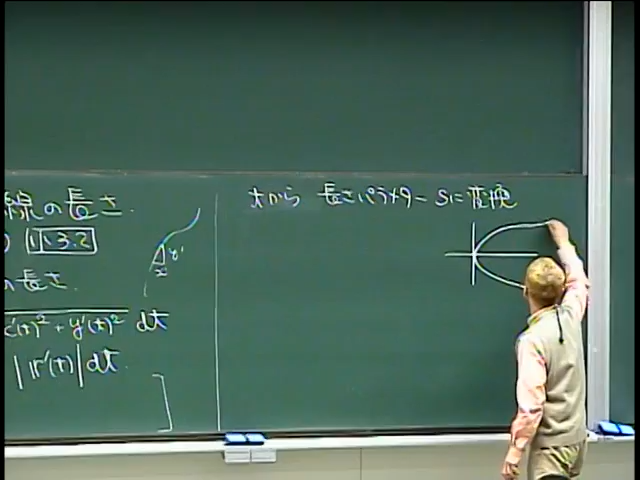 線の長さ.
) 1.3.2
の長さ.
x'(t)² + y'(t)² dt
|r'(t)| dt.
y'
x'
tから 長さパラメター sに変換